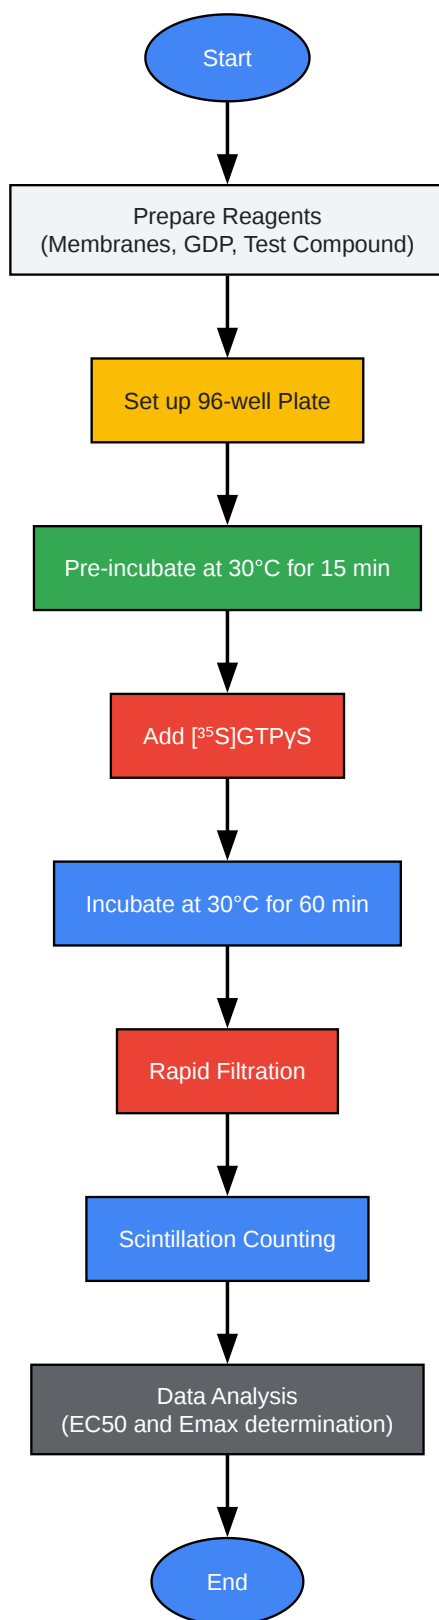 Start
Prepare Reagents
(Membranes, GDP, Test Compound)
Set up 96-well Plate
Pre-incubate at 30°C for 15 min
Add [³⁵S]GTPγS
Incubate at 30°C for 60 min
Rapid Filtration
Scintillation Counting
Data Analysis
(EC50 and Emax determination)
End